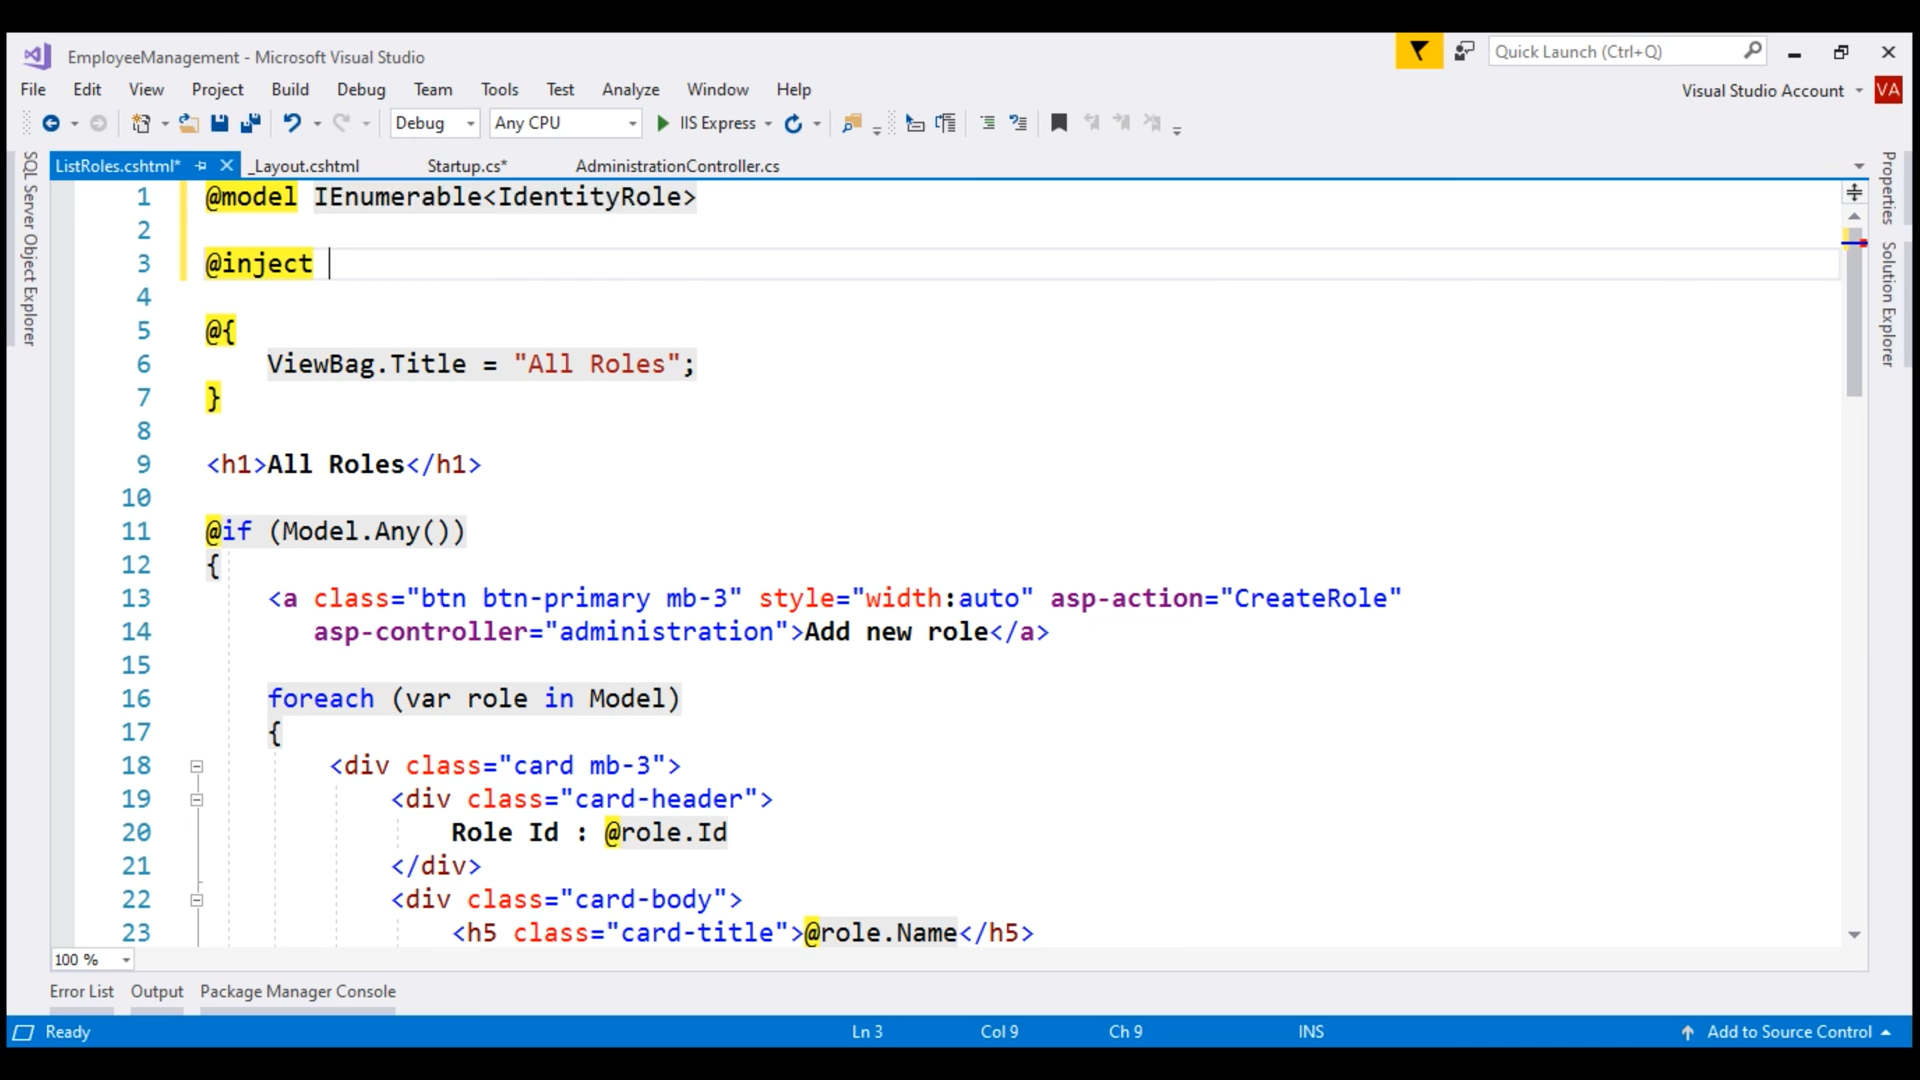 EmployeeManagement - Microsoft Visual Studio
Quick Launch (Ctrl+Q)
File Edit View Project Build Debug Team Tools Test Analyze Window Help
Visual Studio Account VA
Debug Any CPU IIS Express
SQL Server Object Explorer
ListRoles.cshtml* _Layout.cshtml Startup.cs* AdministrationController.cs
Properties
Solution Explorer
1 @model IEnumerable<IdentityRole>
2
3 @inject
4
5 @{
6 ViewBag.Title = "All Roles";
7 }
8
9 <h1>All Roles</h1>
10
11 @if (Model.Any())
12 {
13 <a class="btn btn-primary mb-3" style="width:auto" asp-action="CreateRole"
14 asp-controller="administration">Add new role</a>
15
16 foreach (var role in Model)
17 {
18 <div class="card mb-3">
19 <div class="card-header">
20 Role Id : @role.Id
21 </div>
22 <div class="card-body">
23 <h5 class="card-title">@role.Name</h5>
100 %
Error List Output Package Manager Console
Ready Ln 3 Col 9 Ch 9 INS Add to Source Control